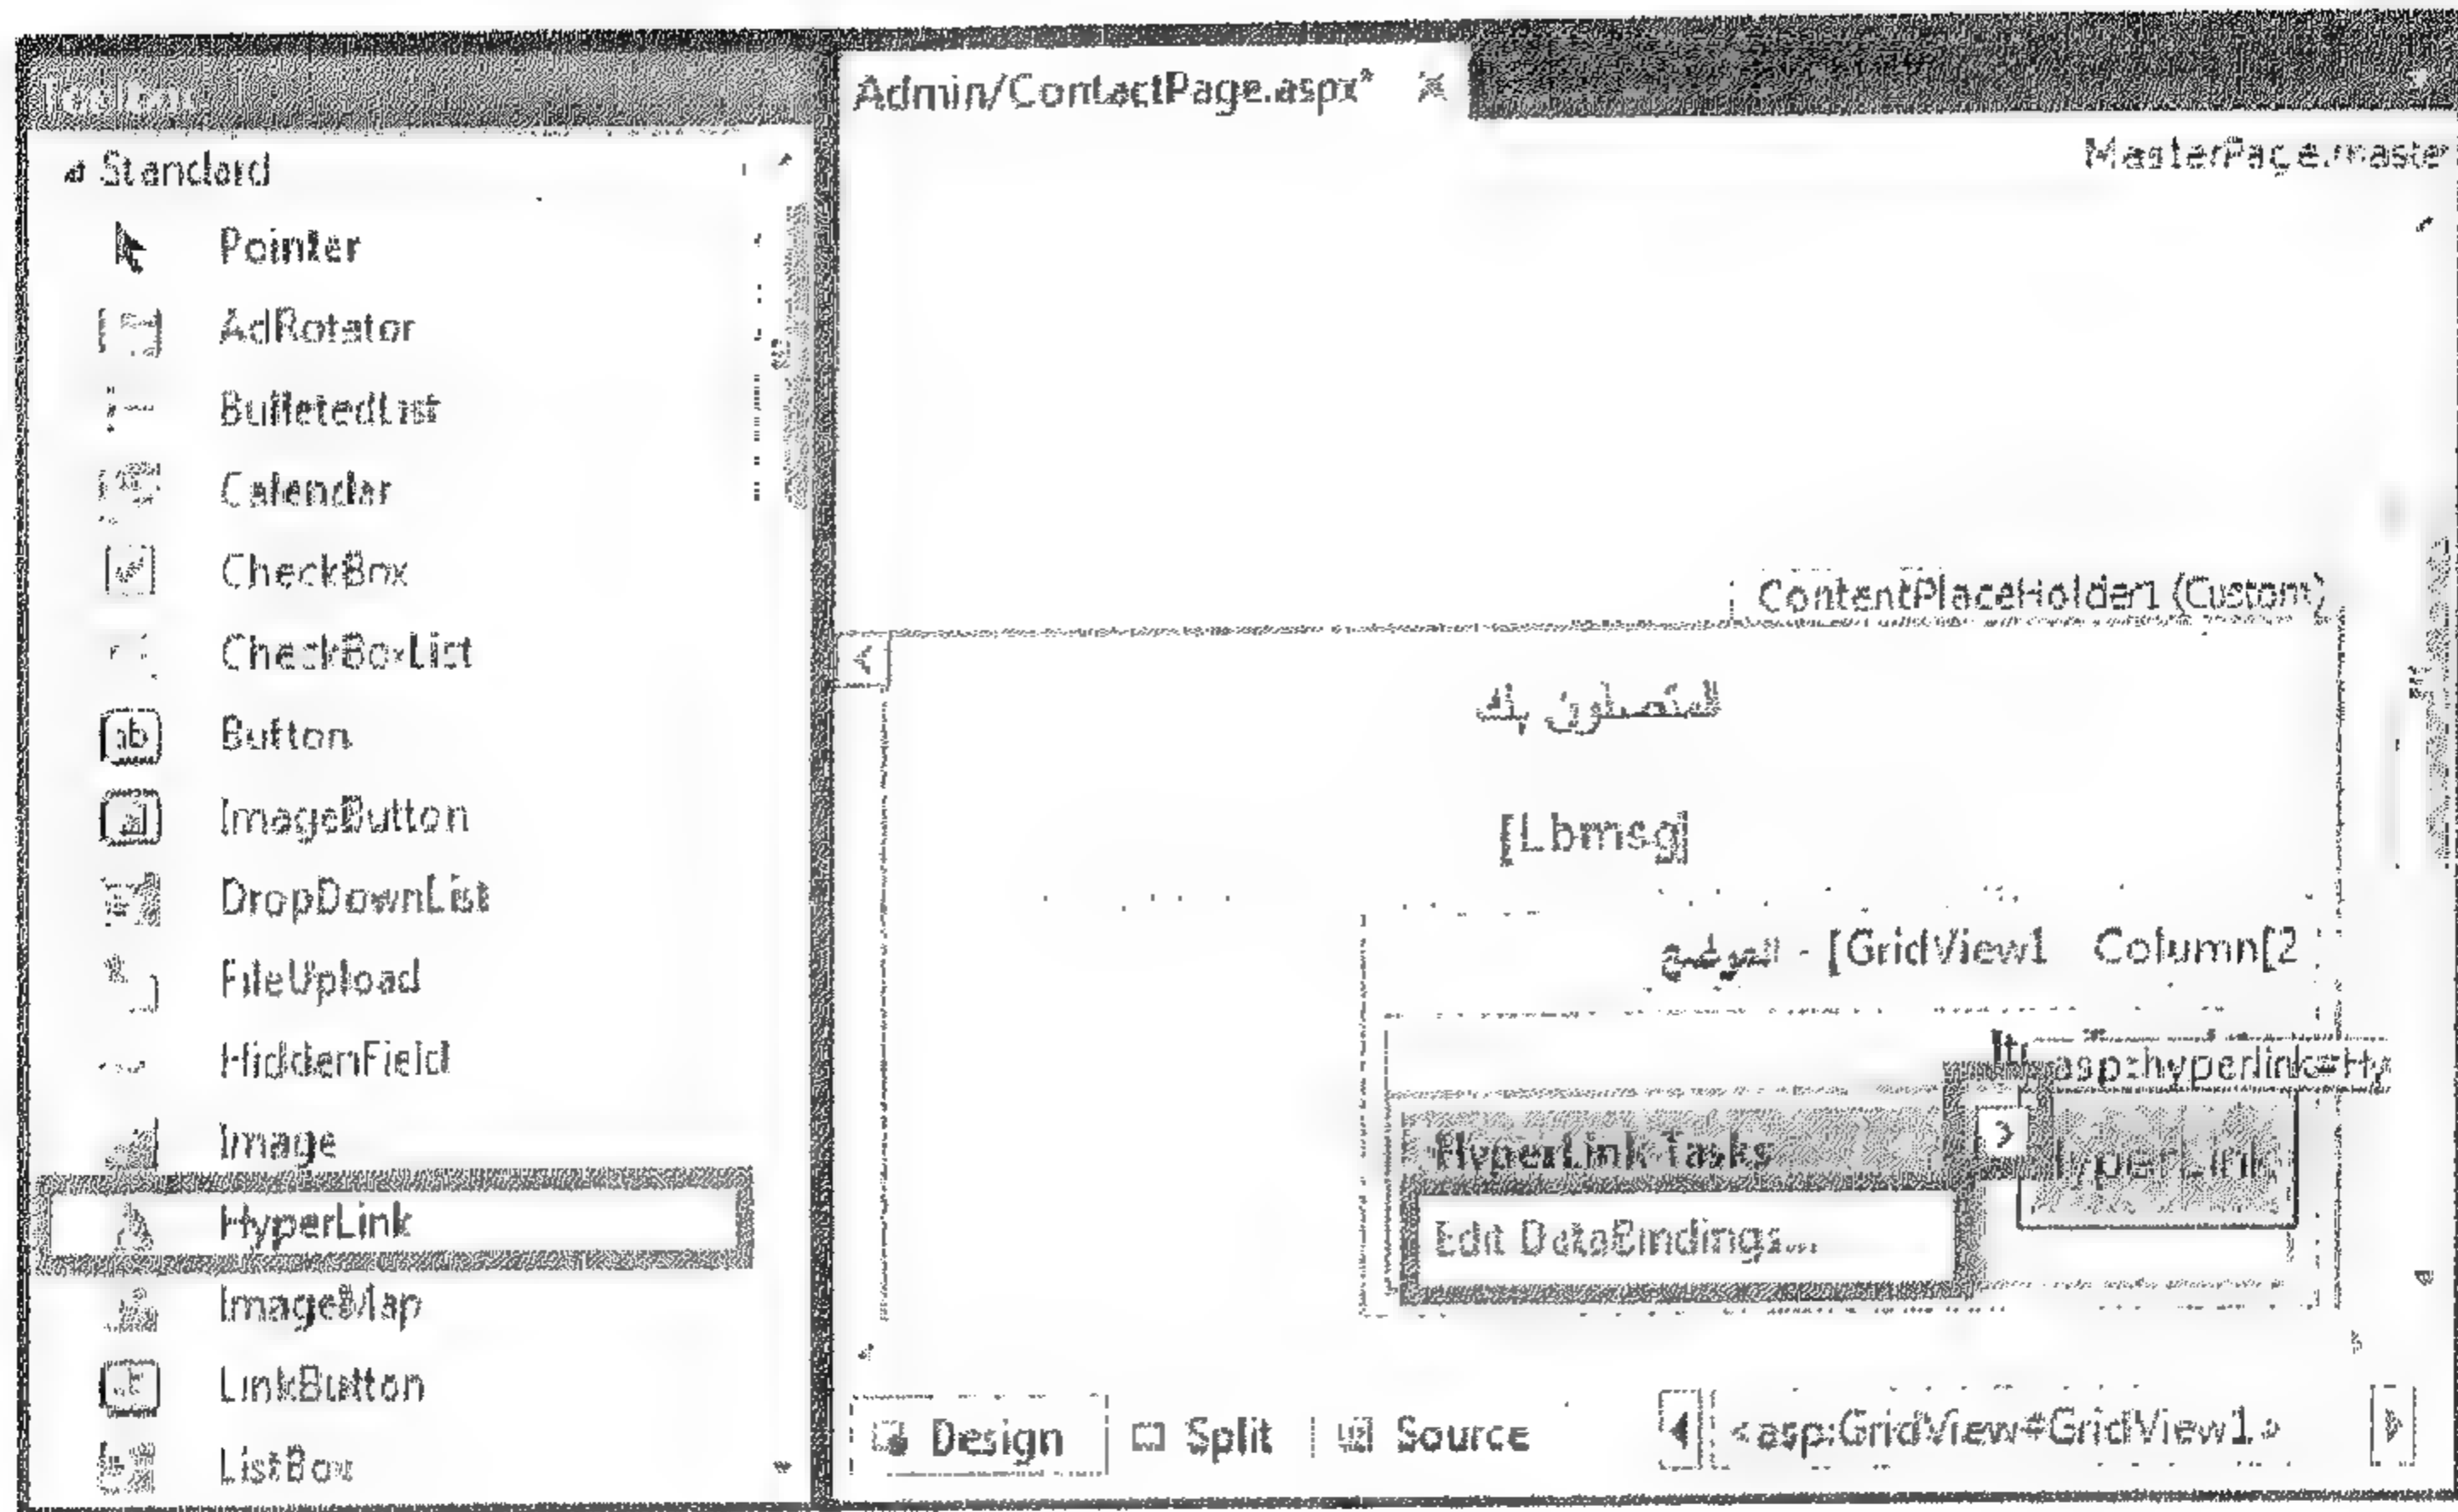 Toolbox
Standard
Pointer
AdRotator
BulletedList
Calendar
CheckBox
CheckBoxList
Button
ImageButton
DropDownList
FileUpload
HiddenField
Image
HyperLink
ImageMap
LinkButton
ListBox
Admin/ContactPage.aspx*
MasterPage.master
ContentPlaceHolder1 (Custom)
المتصلون بك
[Lbmsg]
GridView1 Column[2] - الموضوع
asp:hyperlink#Hy
HyperLink Tasks
HyperLink
Edit DataBindings...
Design Split Source <asp:GridView#GridView1>